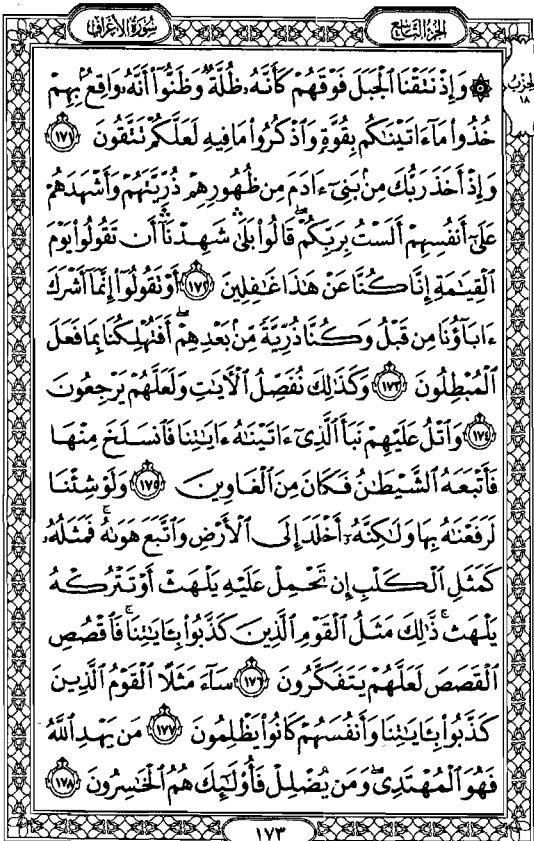 سورة الأعراف
الجزء التاسع
الحزب
١٨
۞ وَإِذْ نَتَقْنَا ٱلْجَبَلَ فَوْقَهُمْ كَأَنَّهُۥ ظُلَّةٌ وَظَنُّوٓا۟ أَنَّهُۥ وَاقِعٌۢ بِهِمْ
خُذُوا۟ مَآ ءَاتَيْنَٰكُم بِقُوَّةٍ وَٱذْكُرُوا۟ مَا فِيهِ لَعَلَّكُمْ تَتَّقُونَ ١٧١
وَإِذْ أَخَذَ رَبُّكَ مِنۢ بَنِىٓ ءَادَمَ مِن ظُهُورِهِمْ ذُرِّيَّتَهُمْ وَأَشْهَدَهُمْ
عَلَىٰٓ أَنفُسِهِمْ أَلَسْتُ بِرَبِّكُمْ ۖ قَالُوا۟ بَلَىٰ ۛ شَهِدْنَآ ۛ أَن تَقُولُوا۟ يَوْمَ
ٱلْقِيَٰمَةِ إِنَّا كُنَّا عَنْ هَٰذَا غَٰفِلِينَ ١٧٢ أَوْ تَقُولُوٓا۟ إِنَّمَآ أَشْرَكَ
ءَابَآؤُنَا مِن قَبْلُ وَكُنَّا ذُرِّيَّةً مِّنۢ بَعْدِهِمْ ۖ أَفَتُهْلِكُنَا بِمَا فَعَلَ
ٱلْمُبْطِلُونَ ١٧٣ وَكَذَٰلِكَ نُفَصِّلُ ٱلْءَايَٰتِ وَلَعَلَّهُمْ يَرْجِعُونَ
١٧٤ وَٱتْلُ عَلَيْهِمْ نَبَأَ ٱلَّذِىٓ ءَاتَيْنَٰهُ ءَايَٰتِنَا فَٱنسَلَخَ مِنْهَا
فَأَتْبَعَهُ ٱلشَّيْطَٰنُ فَكَانَ مِنَ ٱلْغَاوِينَ ١٧٥ وَلَوْ شِئْنَا
لَرَفَعْنَٰهُ بِهَا وَلَٰكِنَّهُۥٓ أَخْلَدَ إِلَى ٱلْأَرْضِ وَٱتَّبَعَ هَوَىٰهُ ۚ فَمَثَلُهُۥ
كَمَثَلِ ٱلْكَلْبِ إِن تَحْمِلْ عَلَيْهِ يَلْهَثْ أَوْ تَتْرُكْهُ
يَلْهَث ۚ ذَّٰلِكَ مَثَلُ ٱلْقَوْمِ ٱلَّذِينَ كَذَّبُوا۟ بِـَٔايَٰتِنَا ۚ فَٱقْصُصِ
ٱلْقَصَصَ لَعَلَّهُمْ يَتَفَكَّرُونَ ١٧٦ سَآءَ مَثَلًا ٱلْقَوْمُ ٱلَّذِينَ
كَذَّبُوا۟ بِـَٔايَٰتِنَا وَأَنفُسَهُمْ كَانُوا۟ يَظْلِمُونَ ١٧٧ مَن يَهْدِ ٱللَّهُ
فَهُوَ ٱلْمُهْتَدِى ۖ وَمَن يُضْلِلْ فَأُو۟لَٰٓئِكَ هُمُ ٱلْخَٰسِرُونَ ١٧٨
١٧٣